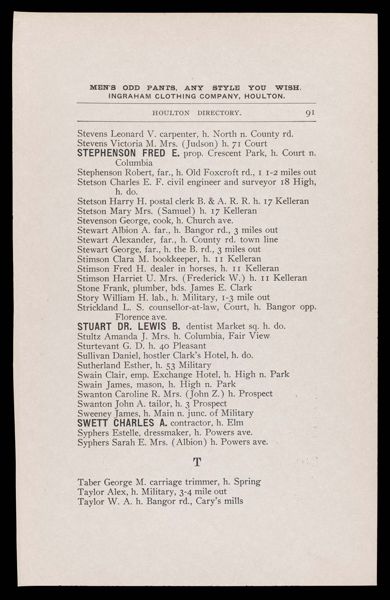 MEN'S ODD PANTS, ANY STYLE YOU WISH.
INGRAHAM CLOTHING COMPANY, HOULTON.
HOULTON DIRECTORY. 91
Stevens Leonard V. carpenter, h. North n. County rd.
Stevens Victoria M. Mrs. (Judson) h. 71 Court
STEPHENSON FRED E. prop. Crescent Park, h. Court n.
Columbia
Stephenson Robert, far., h. Old Foxcroft rd., 1 1-2 miles out
Stetson Charles E. F. civil engineer and surveyor 18 High,
h. do.
Stetson Harry H. postal clerk B. & A. R. R. h. 17 Kelleran
Stetson Mary Mrs. (Samuel) h. 17 Kelleran
Stevenson George, cook, h. Church ave.
Stewart Albion A. far., h. Bangor rd., 3 miles out
Stewart Alexander, far., h. County rd. town line
Stewart George, far., h. the B. rd., 3 miles out
Stimson Clara M. bookkeeper, h. 11 Kelleran
Stimson Fred H. dealer in horses, h. 11 Kelleran
Stimson Harriet U. Mrs. (Frederick W.) h. 11 Kelleran
Stone Frank, plumber, bds. James E. Clark
Story William H. lab., h. Military, 1-3 mile out
Strickland L. S. counsellor-at-law, Court, h. Bangor opp.
Florence ave.
STUART DR. LEWIS B. dentist Market sq. h. do.
Stultz Amanda J. Mrs. h. Columbia, Fair View
Sturtevant G. D. h. 40 Pleasant
Sullivan Daniel, hostler Clark's Hotel, h. do.
Sutherland Esther, h. 53 Military
Swain Clair, emp. Exchange Hotel, h. High n. Park
Swain James, mason, h. High n. Park
Swanton Caroline R. Mrs. (John Z.) h. Prospect
Swanton John A. tailor, h. 3 Prospect
Sweeney James, h. Main n. junc. of Military
SWETT CHARLES A. contractor, h. Elm
Syphers Estelle, dressmaker, h. Powers ave.
Syphers Sarah E. Mrs. (Albion) h. Powers ave.
T
Taber George M. carriage trimmer, h. Spring
Taylor Alex, h. Military, 3-4 mile out
Taylor W. A. h. Bangor rd., Cary's mills